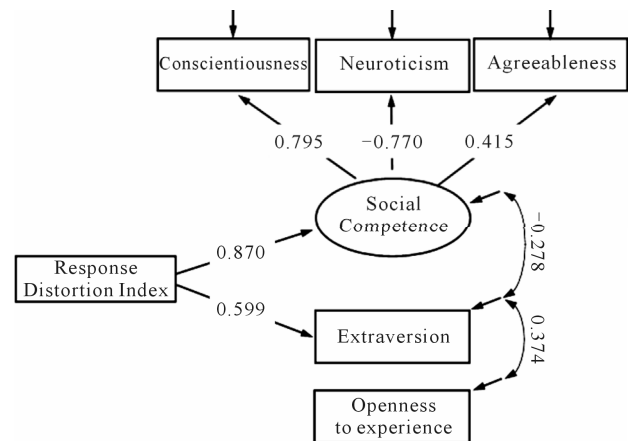 Conscientiousness
Neuroticism
Agreeableness
0.795
−0.770
0.415
Social
Competence
−0.278
0.870
Response
Distortion Index
0.599
Extraversion
0.374
Openness
to experience